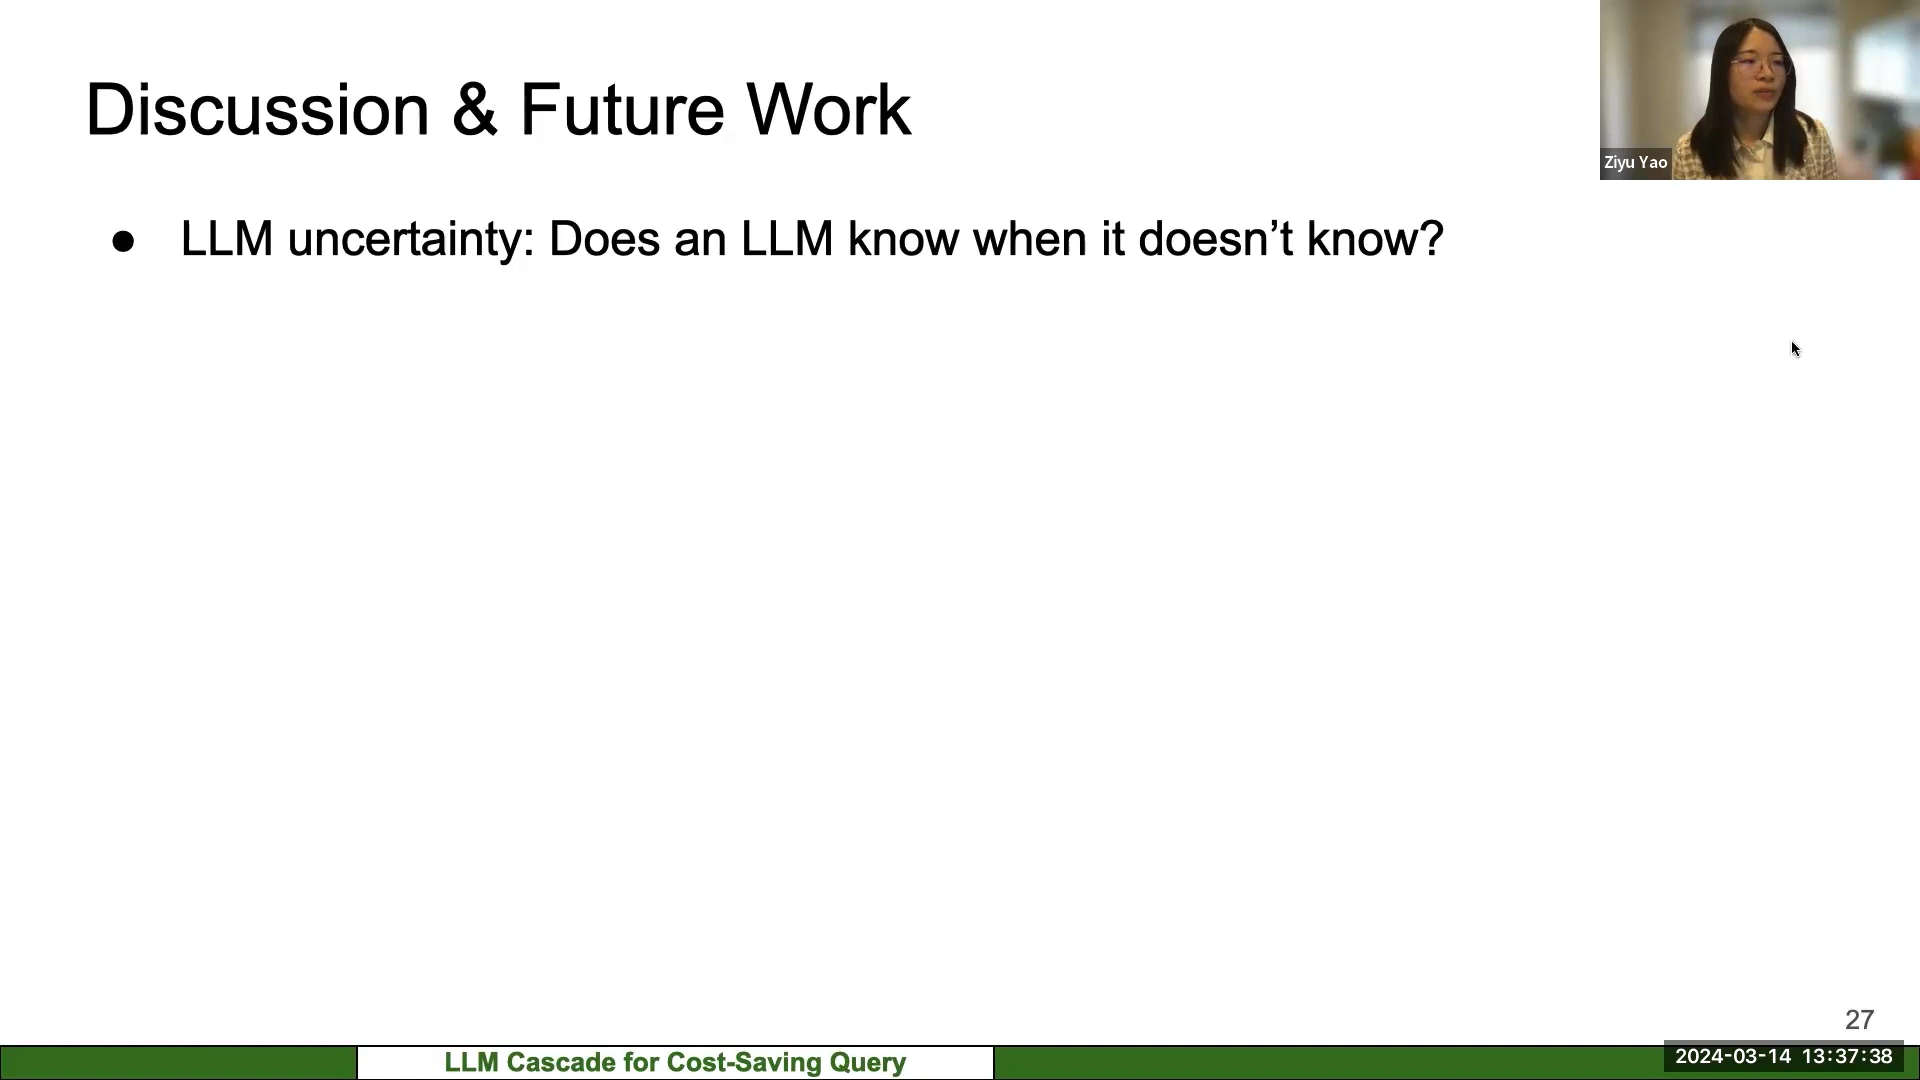 Discussion & Future Work
Ziyu Yao
● LLM uncertainty: Does an LLM know when it doesn’t know?
27
LLM Cascade for Cost-Saving Query
2024-03-14 13:37:38